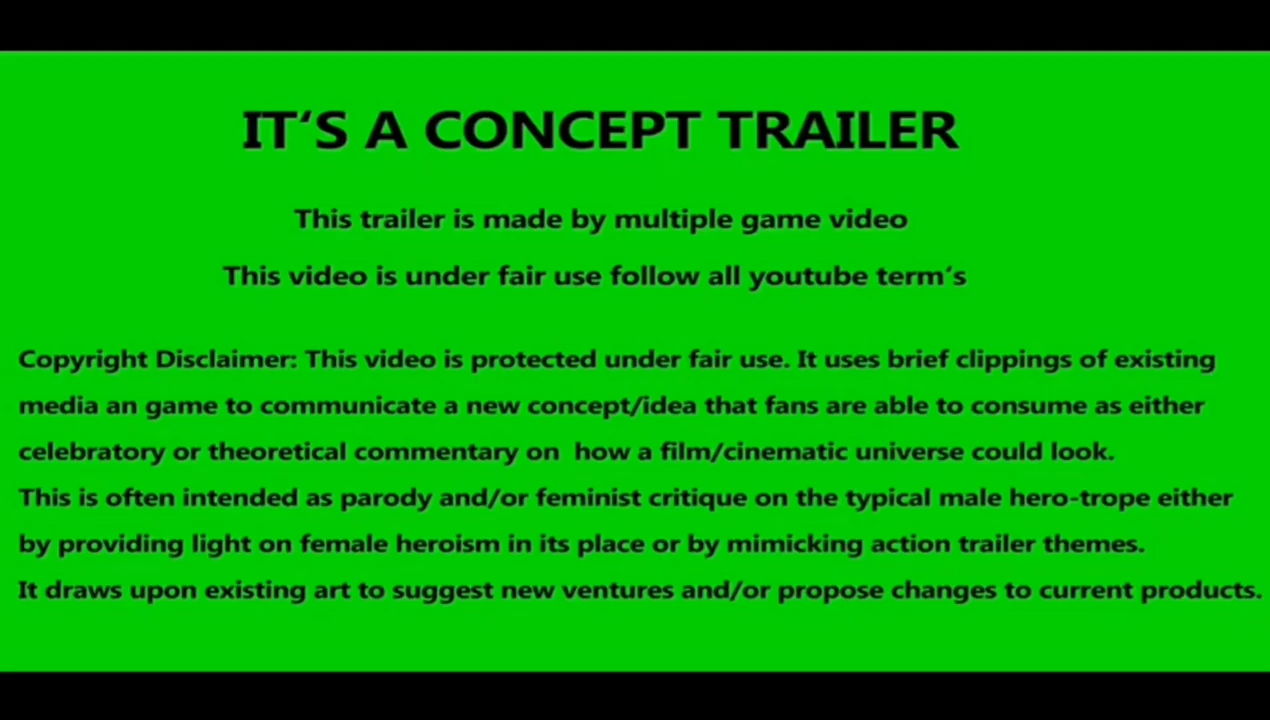 IT‘S A CONCEPT TRAILER
This trailer is made by multiple game video
This video is under fair use follow all youtube term’s
Copyright Disclaimer: This video is protected under fair use. It uses brief clippings of existing
media an game to communicate a new concept/idea that fans are able to consume as either
celebratory or theoretical commentary on how a film/cinematic universe could look.
This is often intended as parody and/or feminist critique on the typical male hero-trope either
by providing light on female heroism in its place or by mimicking action trailer themes.
It draws upon existing art to suggest new ventures and/or propose changes to current products.